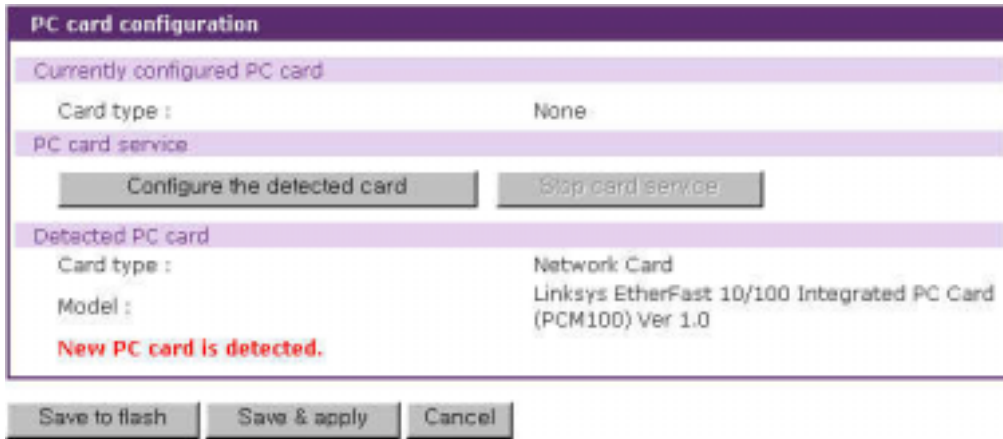 PC card configuration
Currently configured PC card
Card type : None
PC card service
Configure the detected card Stop card service
Detected PC card
Card type : Network Card
Model : Linksys EtherFast 10/100 Integrated PC Card
(PCM100) Ver 1.0
New PC card is detected.
Save to flash Save & apply Cancel